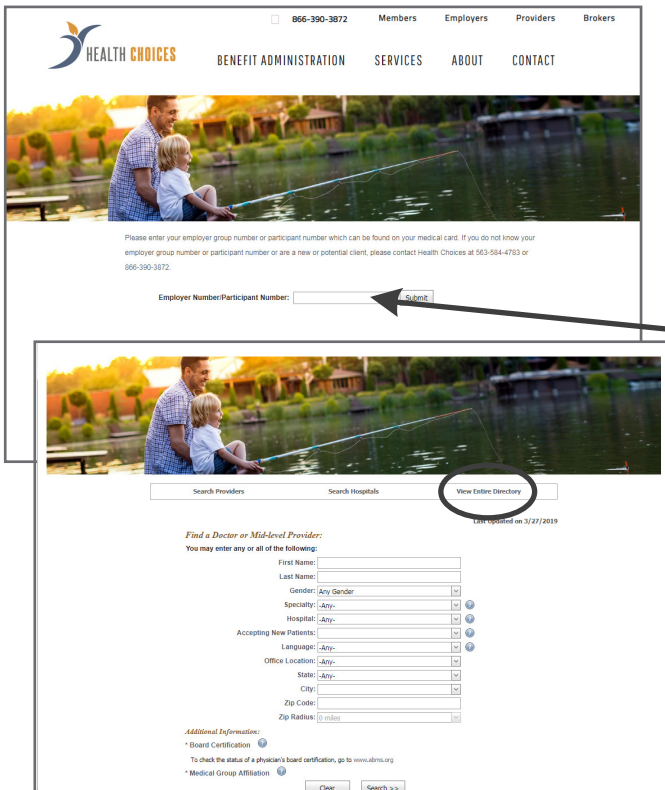 866-390-3872 Members Employers Providers Brokers
HEALTH CHOICES
BENEFIT ADMINISTRATION SERVICES ABOUT CONTACT
Please enter your employer group number or participant number which can be found on your medical card. If you do not know your
employer group number or participant number or are a new or potential client, please contact Health Choices at 563-584-4783 or
866-390-3872.
Employer Number/Participant Number: Submit
Search Providers Search Hospitals View Entire Directory
Last Updated on 3/27/2019
Find a Doctor or Mid-level Provider:
You may enter any or all of the following:
First Name:
Last Name:
Gender: Any Gender
Specialty: -Any- ?
Hospital: -Any- ?
Accepting New Patients: ?
Language: -Any- ?
Office Location: -Any-
State: -Any-
City:
Zip Code:
Zip Radius: 0 miles
Additional Information:
* Board Certification ?
To check the status of a physician's board certification, go to www.abms.org
* Medical Group Affiliation ?
Clear Search >>